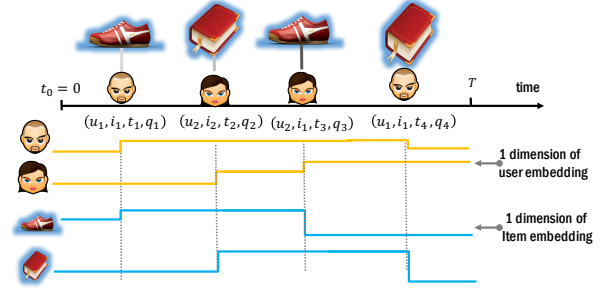 t₀ = 0
T
time
(u₁, i₁, t₁, q₁)
(u₂, i₂, t₂, q₂)
(u₂, i₁, t₃, q₃)
(u₁, i₁, t₄, q₄)
1 dimension of
user embedding
1 dimension of
Item embedding